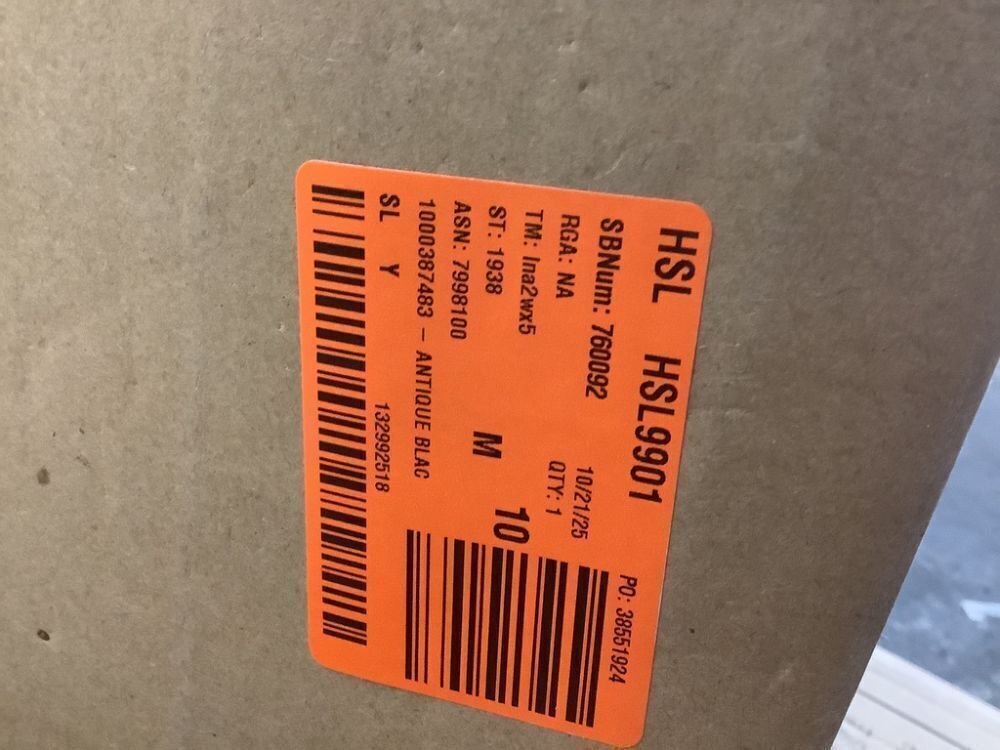 HSL HSL9901
PO: 38551924
SBNum: 760092 10/21/25
RGA: NA QTY: 1
TM: lna2wx5 10
ST: 1938 M
ASN: 7998100
1000387483 - ANTIQUE BLAC
SL Y 132992518